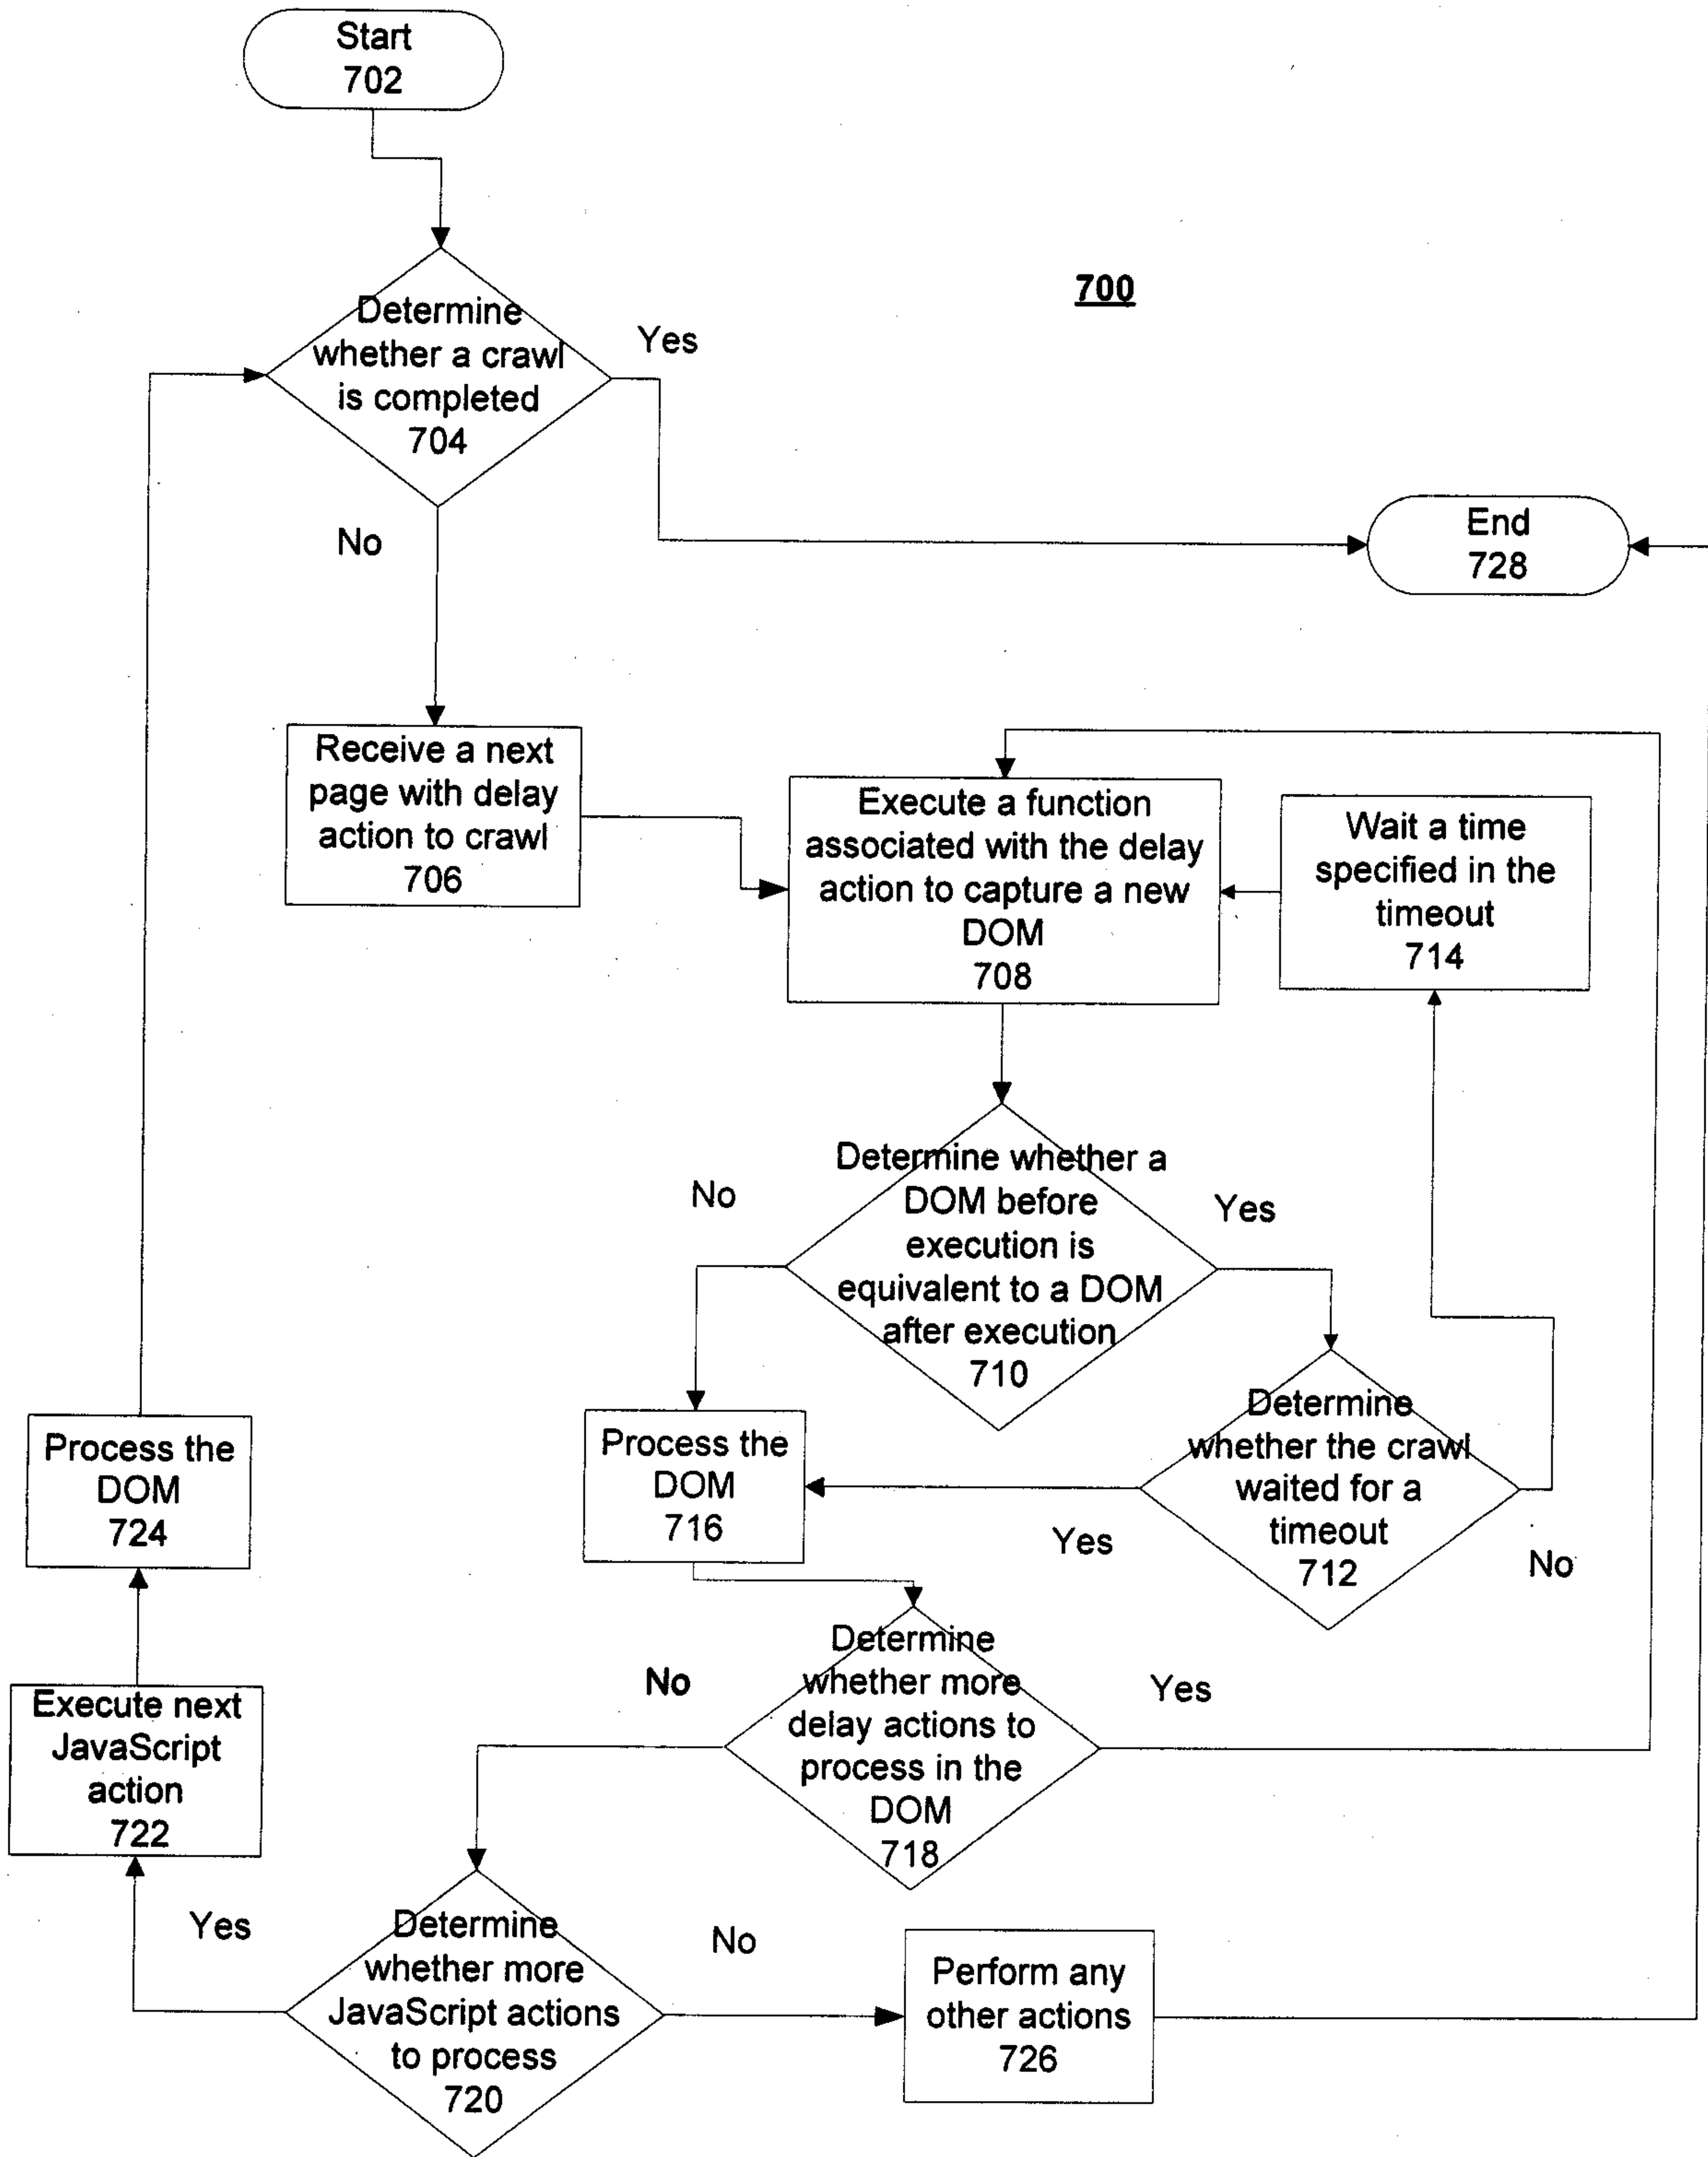 Start
702
700
Determine
whether a crawl
is completed
704
Yes
No
End
728
Receive a next
page with delay
action to crawl
706
Execute a function
associated with the delay
action to capture a new
DOM
708
Wait a time
specified in the
timeout
714
Determine whether a
DOM before
execution is
equivalent to a DOM
after execution
710
No
Yes
Determine
whether the crawl
waited for a
timeout
712
Yes
No
Process the
DOM
724
Process the
DOM
716
Determine
whether more
delay actions to
process in the
DOM
718
No
Yes
Execute next
JavaScript
action
722
Determine
whether more
JavaScript actions
to process
720
Yes
No
Perform any
other actions
726